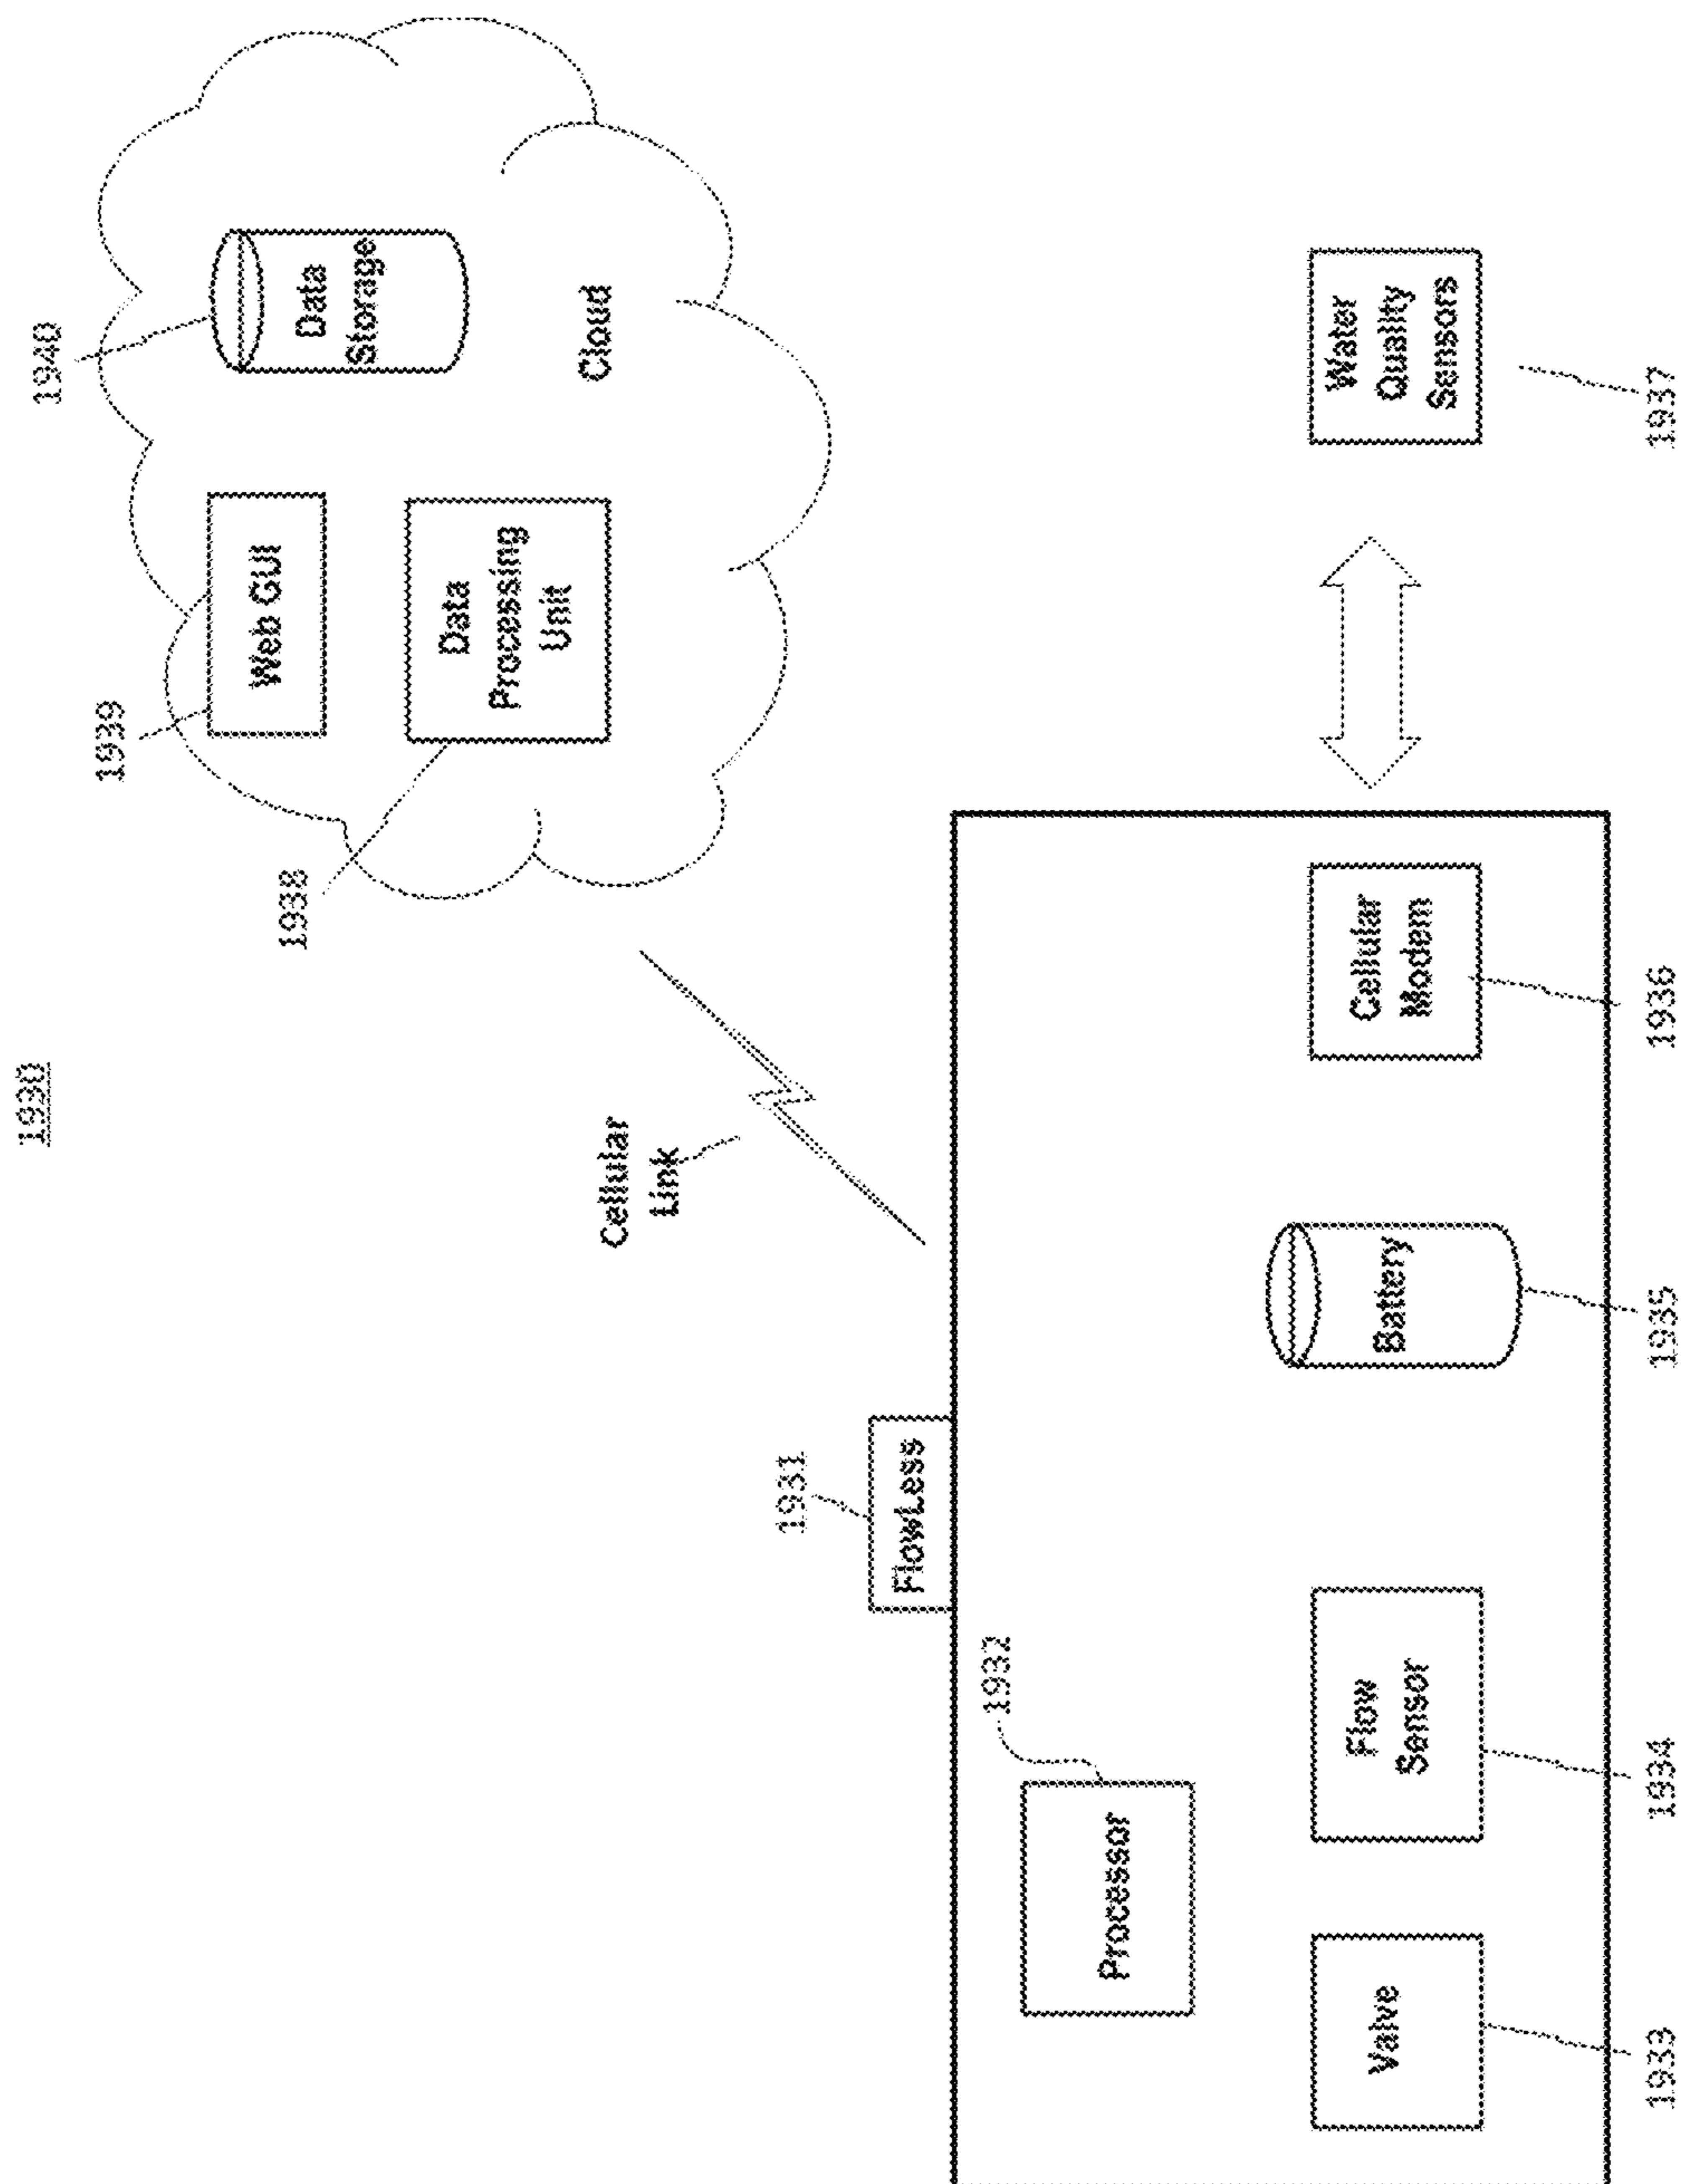 1930
1940
1939
Web GUI
Data
Storage
Data
Processing
Unit
Cloud
1938
Cellular
Link
1931
FlowLess
1932
Processor
Valve
Flow
Sensor
Battery
Cellular
Modem
Water
Quality
Sensors
1933
1934
1935
1936
1937